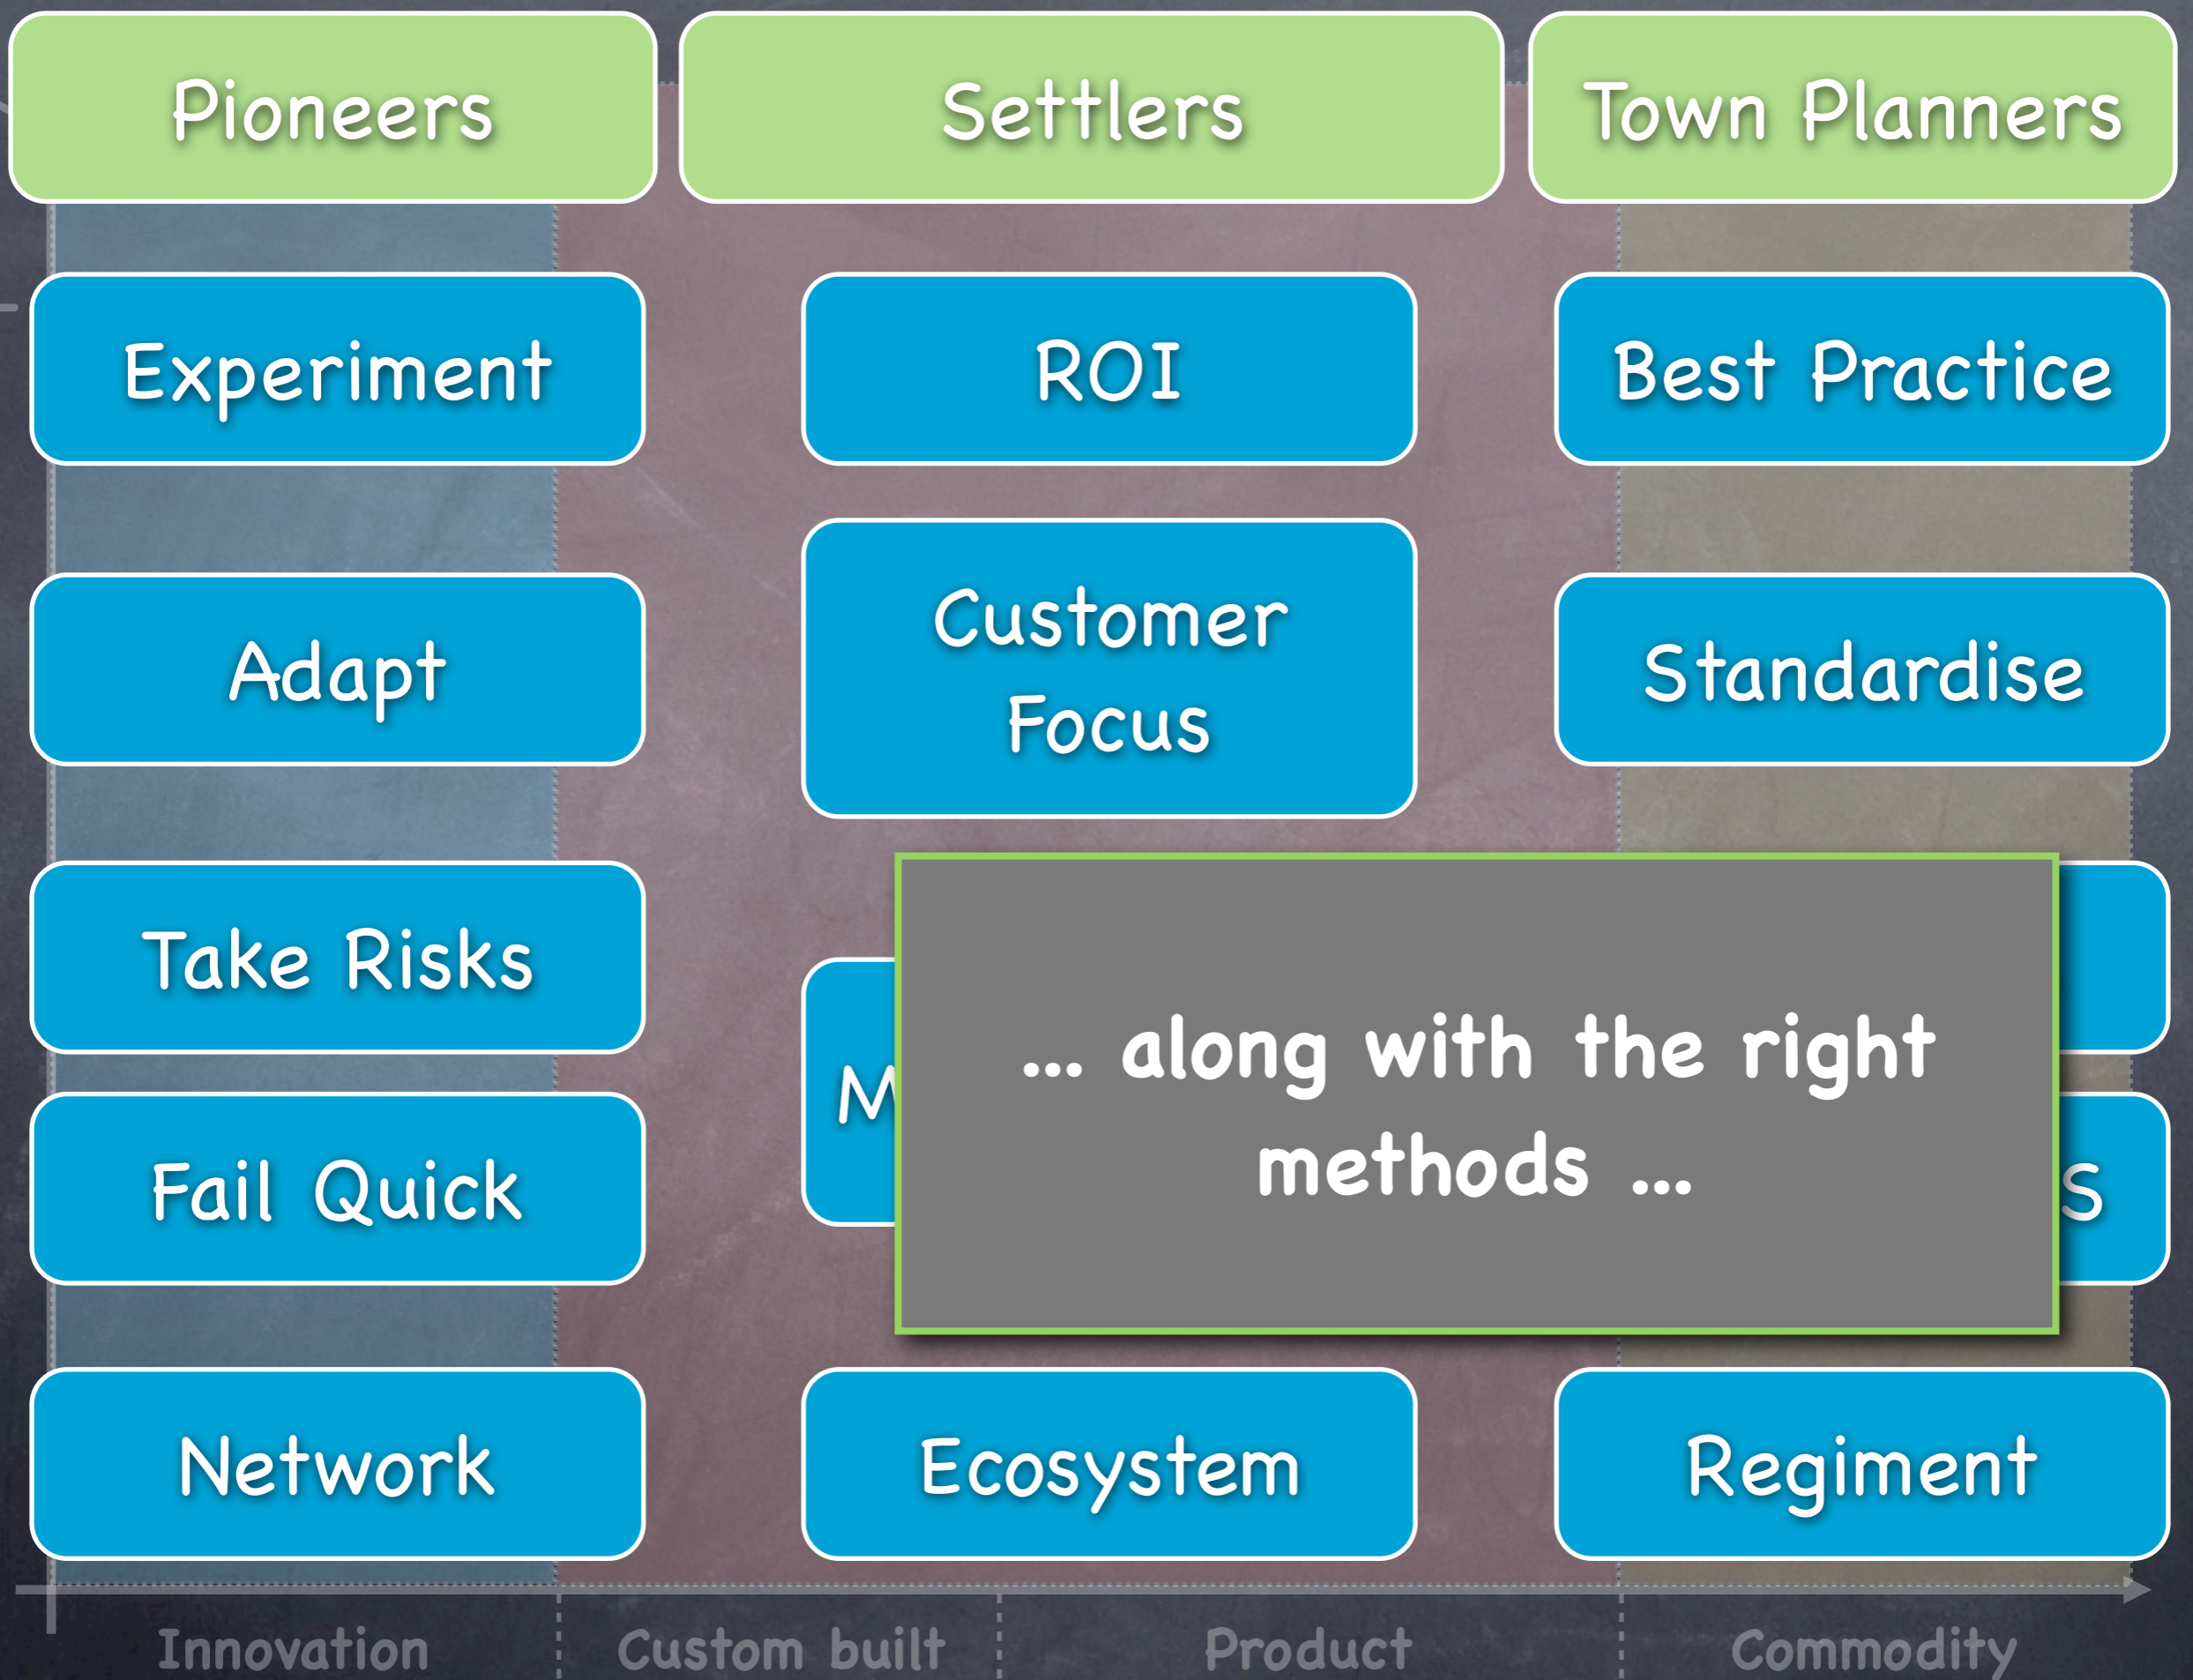 Pioneers
Settlers
Town Planners
Experiment
ROI
Best Practice
Adapt
Customer
Focus
Standardise
Take Risks
... along with the right
methods ...
Fail Quick
Network
Ecosystem
Regiment
Innovation
Custom built
Product
Commodity